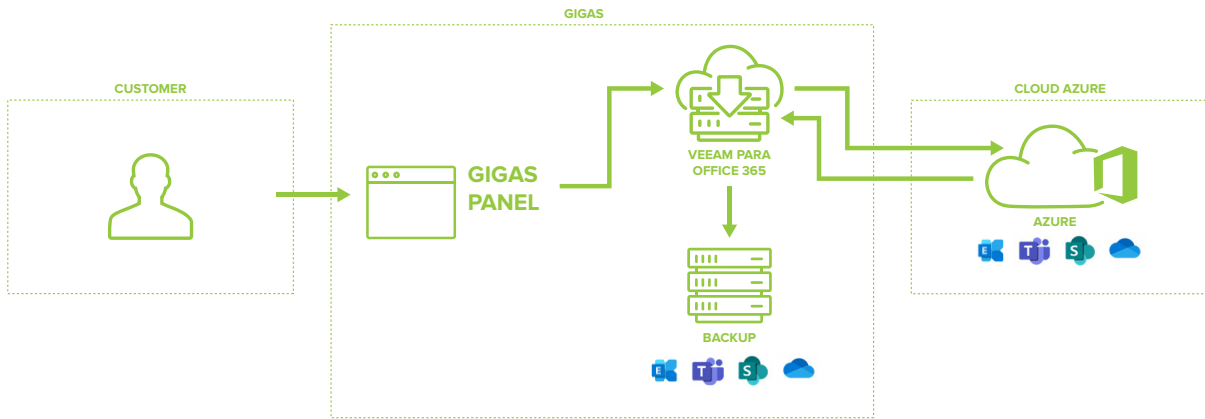 GIGAS
CUSTOMER
CLOUD AZURE
GIGAS
PANEL
VEEAM PARA
OFFICE 365
AZURE
E
T
S
BACKUP
E
T
S